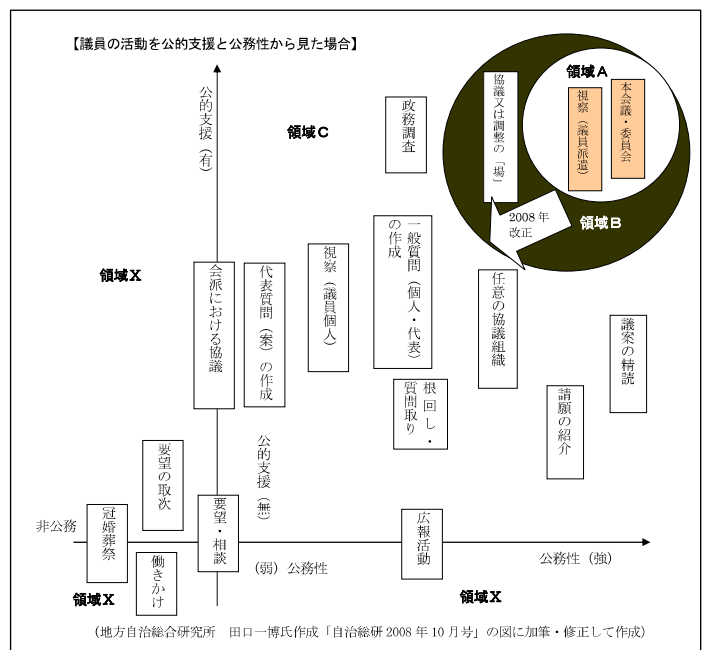 【議員の活動を公的支援と公務性から見た場合】
公的支援（有）
領域C
政務調査
協議又は調整の「場」
領域A
視察（議員派遣）
本会議・委員会
2008年
改正
領域B
領域X
会派における協議
代表質問（案）の作成
視察（議員個人）
一般質問（個人・代表）
の作成
任意の協議組織
議案の精読
根回し・
質問取り
請願の紹介
公的支援（無）
要望の取次
非公務
冠婚葬祭
要望・相談
広報活動
働きかけ
（弱）公務性
公務性（強）
領域X
領域X
（地方自治総合研究所　田口一博氏作成「自治総研2008年10月号」の図に加筆・修正して作成）